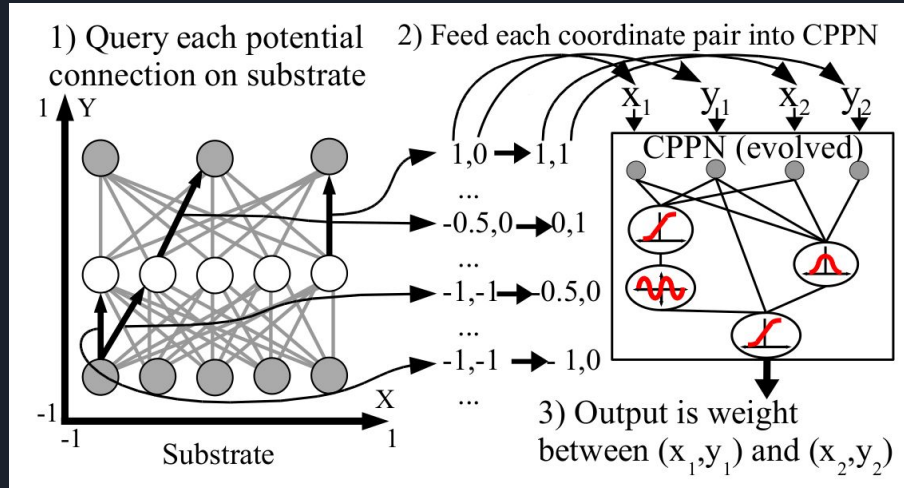 1) Query each potential
connection on substrate
2) Feed each coordinate pair into CPPN
1
Y
x₁ y₁ x₂ y₂
CPPN (evolved)
1,0 → 1,1
...
-0.5,0 → 0,1
...
-1,-1 → -0.5,0
...
-1,-1 → - 1,0
...
-1
-1
X
1
Substrate
3) Output is weight
between (x₁,y₁) and (x₂,y₂)